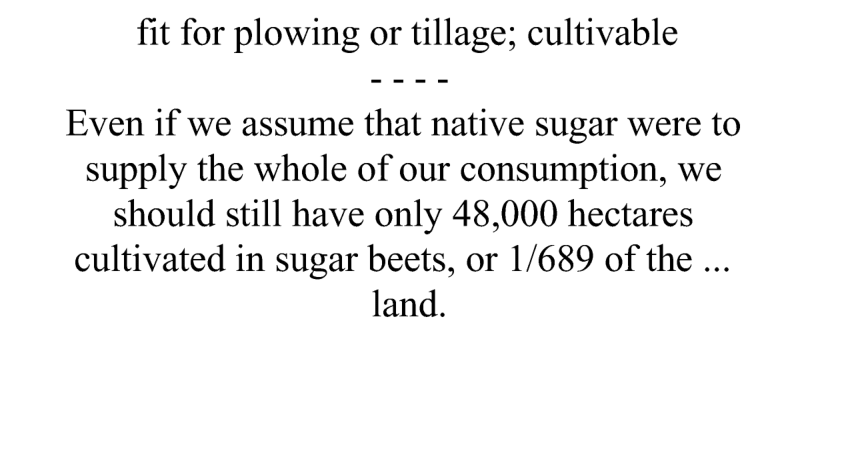 fit for plowing or tillage; cultivable
- - - -
Even if we assume that native sugar were to
supply the whole of our consumption, we
should still have only 48,000 hectares
cultivated in sugar beets, or 1/689 of the ...
land.